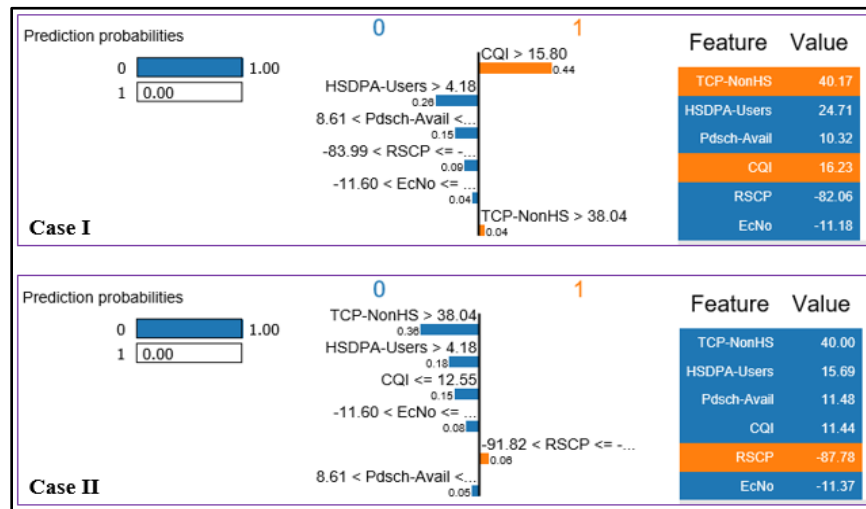 Prediction probabilities
0 1.00
1 0.00
0 1
CQI > 15.80
0.44
HSDPA-Users > 4.18
0.26
8.61 < Pdsch-Avail <...
0.15
-83.99 < RSCP <= -...
0.09
-11.60 < EcNo <= ...
0.04
TCP-NonHS > 38.04
0.04
Case I
Feature Value
TCP-NonHS 40.17
HSDPA-Users 24.71
Pdsch-Avail 10.32
CQI 16.23
RSCP -82.06
EcNo -11.18
Prediction probabilities
0 1.00
1 0.00
0 1
TCP-NonHS > 38.04
0.36
HSDPA-Users > 4.18
0.18
CQI <= 12.55
0.15
-11.60 < EcNo <= ...
0.08
-91.82 < RSCP <= -...
0.06
8.61 < Pdsch-Avail <...
0.05
Case II
Feature Value
TCP-NonHS 40.00
HSDPA-Users 15.69
Pdsch-Avail 11.48
CQI 11.44
RSCP -87.78
EcNo -11.37